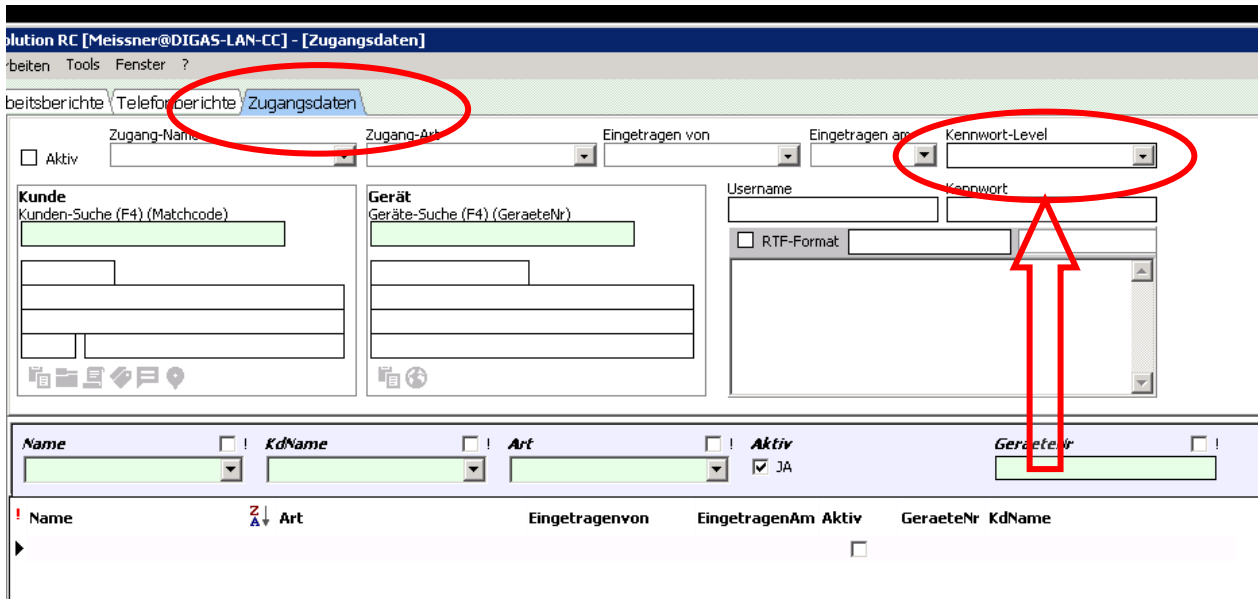 olution RC [Meissner@DIGAS-LAN-CC] - [Zugangsdaten]
rbeiten Tools Fenster ?
beitsberichte Telefonberichte Zugangsdaten
Zugang-Name Zugang-Art Eingetragen von Eingetragen am Kennwort-Level
Aktiv
Kunde Gerät Username Kennwort
Kunden-Suche (F4) (Matchcode) Geräte-Suche (F4) (GeraeteNr)
RTF-Format
Name ! KdName ! Art ! Aktiv GeraeteNr !
JA
! Name Z A Art Eingetragenvon EingetragenAm Aktiv GeraeteNr KdName